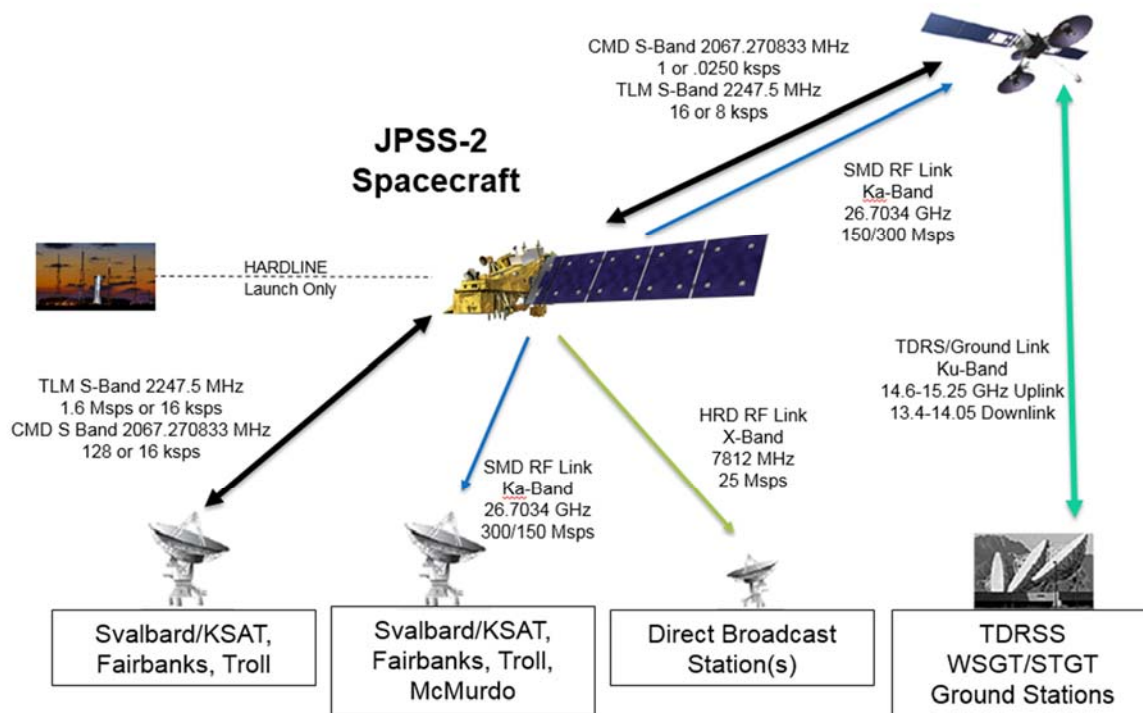 CMD S-Band 2067.270833 MHz
1 or .0250 ksps
TLM S-Band 2247.5 MHz
16 or 8 ksps
JPSS-2
Spacecraft
SMD RF Link
Ka-Band
26.7034 GHz
150/300 Msps
HARDLINE
Launch Only
TLM S-Band 2247.5 MHz
1.6 Msps or 16 ksps
CMD S Band 2067.270833 MHz
128 or 16 ksps
SMD RF Link
Ka-Band
26.7034 GHz
300/150 Msps
HRD RF Link
X-Band
7812 MHz
25 Msps
TDRS/Ground Link
Ku-Band
14.6-15.25 GHz Uplink
13.4-14.05 Downlink
Svalbard/KSAT,
Fairbanks, Troll
Svalbard/KSAT,
Fairbanks, Troll,
McMurdo
Direct Broadcast
Station(s)
TDRSS
WSGT/STGT
Ground Stations